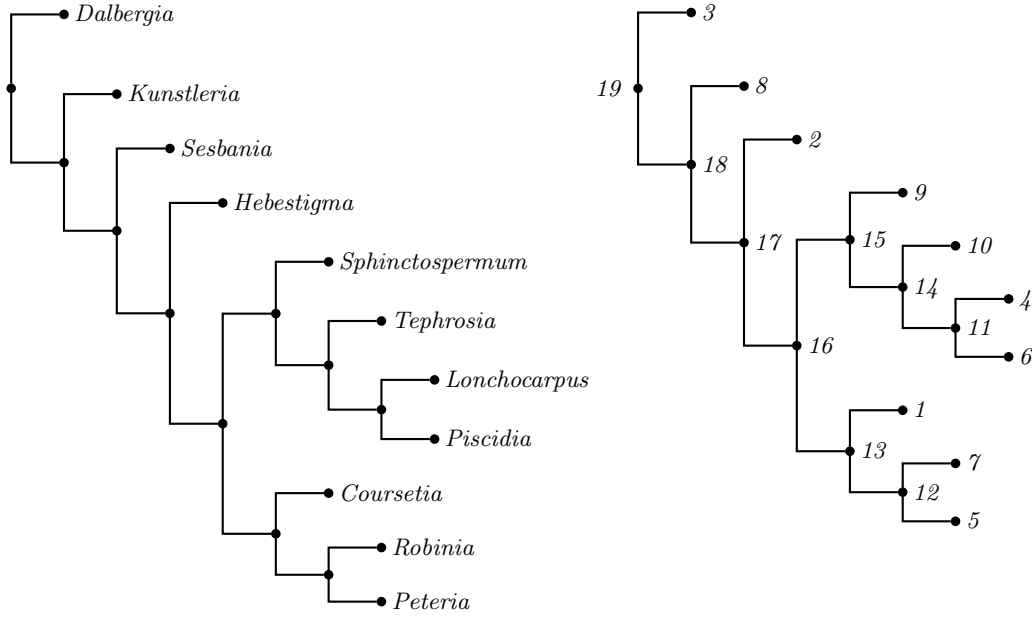 Dalbergia
Kunstleria
Sesbania
Hebestigma
Sphinctospermum
Tephrosia
Lonchocarpus
Piscidia
Coursetia
Robinia
Peteria
3
19
8
18
2
17
9
15
10
14
4
11
16
6
1
13
7
12
5